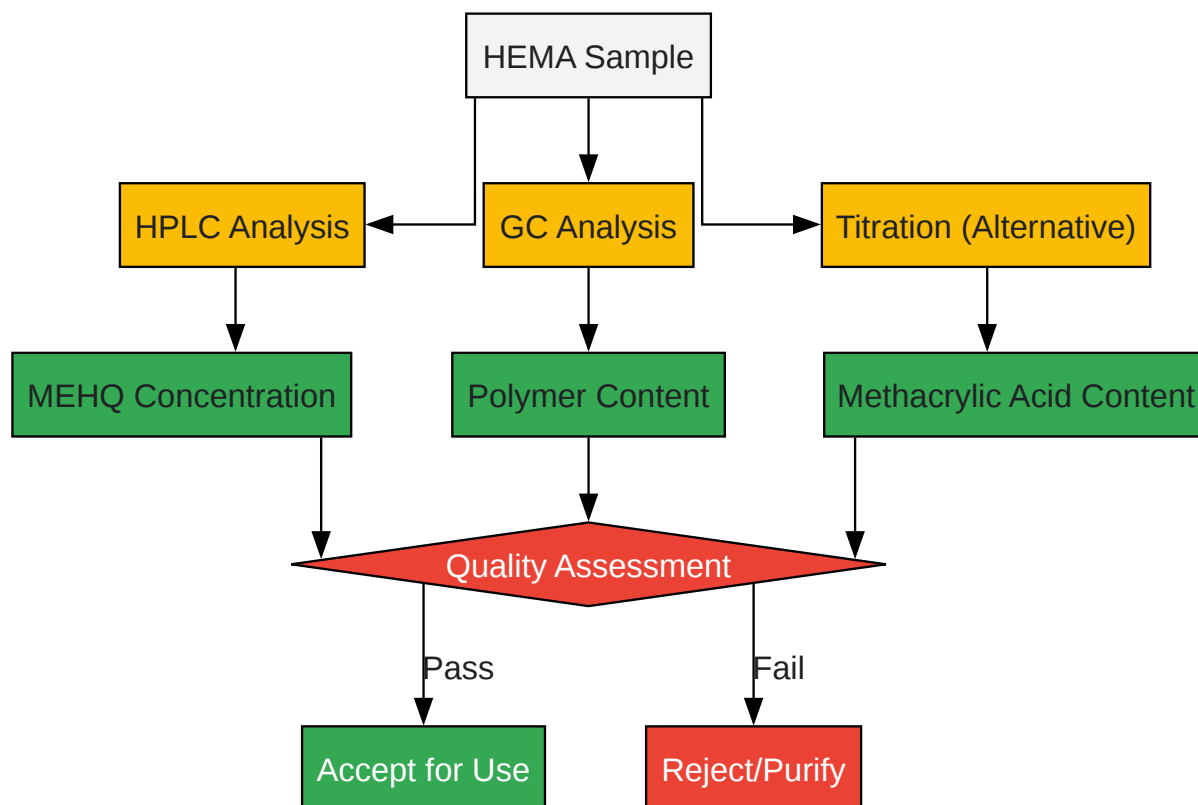 HEMA Sample
HPLC Analysis
GC Analysis
Titration (Alternative)
MEHQ Concentration
Polymer Content
Methacrylic Acid Content
Quality Assessment
Pass
Fail
Accept for Use
Reject/Purify